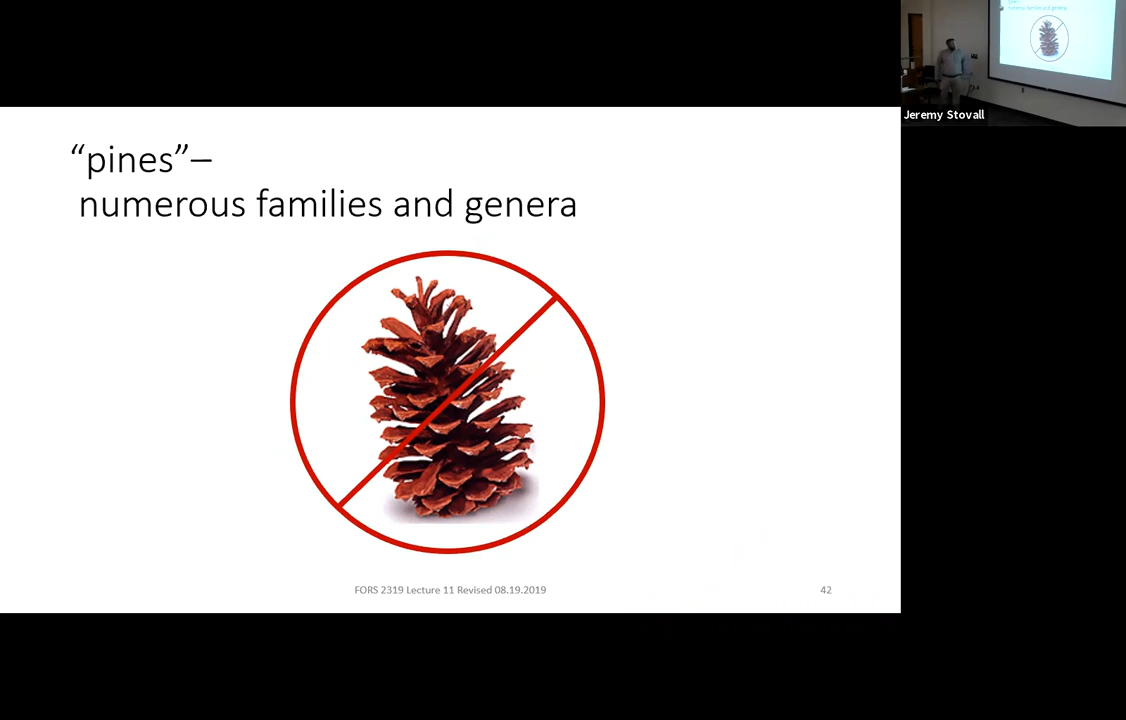 “pines”–
numerous families and genera
FORS 2319 Lecture 11 Revised 08.19.2019
42
Jeremy Stovall